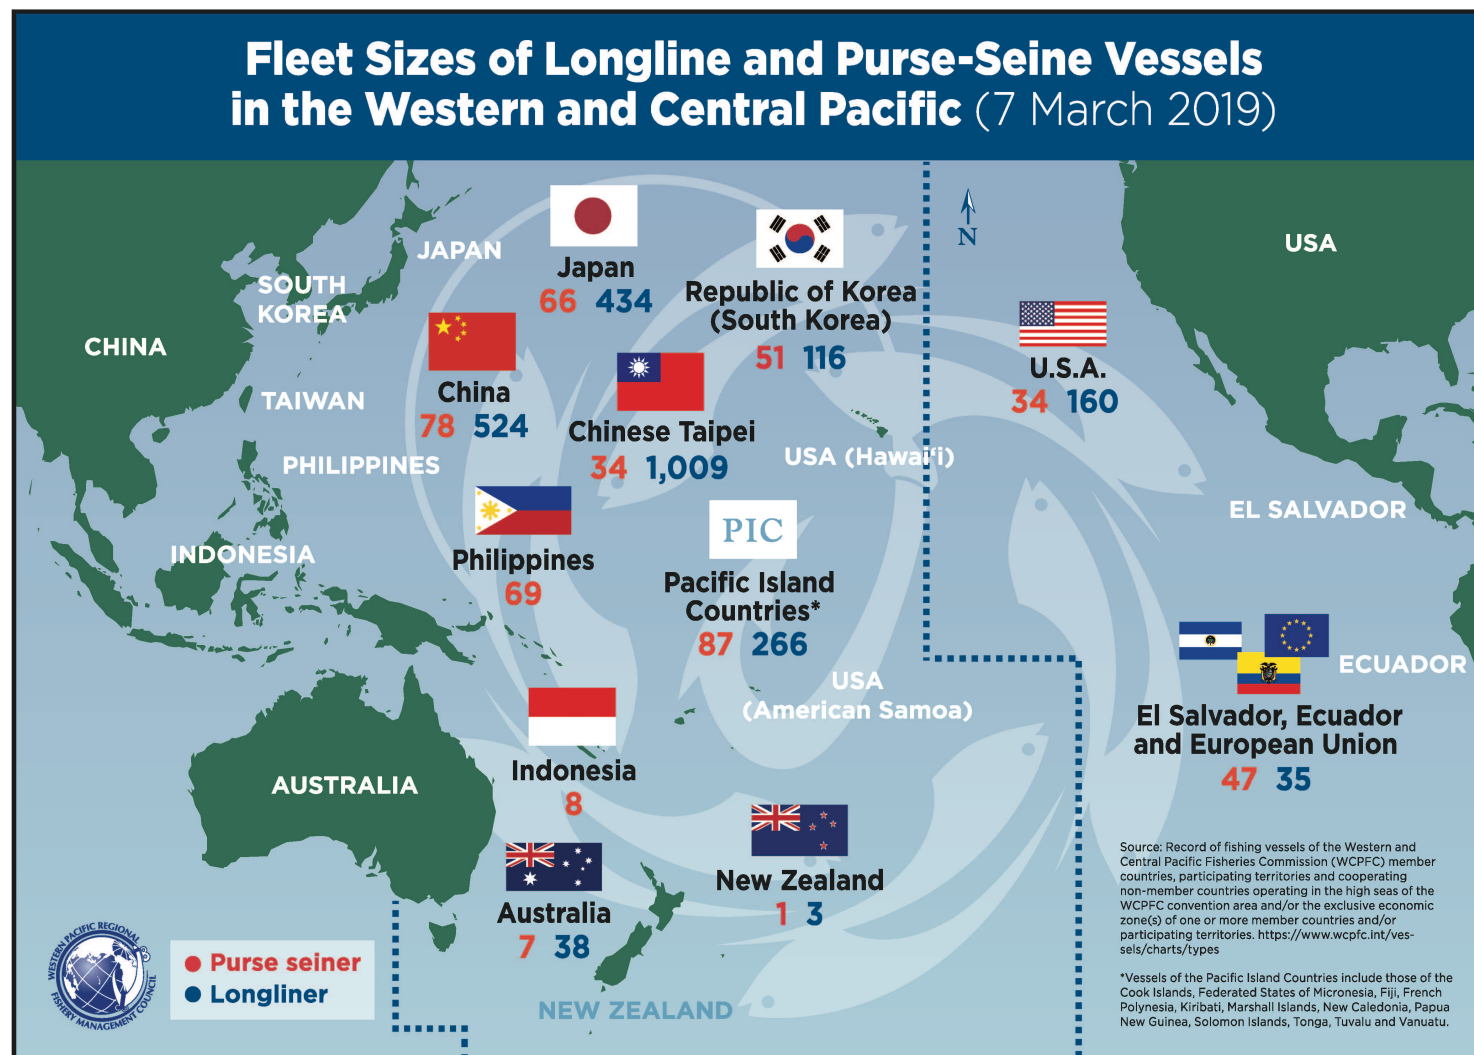 Fleet Sizes of Longline and Purse-Seine Vessels
in the Western and Central Pacific (7 March 2019)
N
JAPAN
SOUTH
KOREA
CHINA
TAIWAN
PHILIPPINES
INDONESIA
AUSTRALIA
NEW ZEALAND
USA
USA (Hawai‘i)
USA
(American Samoa)
EL SALVADOR
ECUADOR
Japan
66 434
Republic of Korea
(South Korea)
51 116
U.S.A.
34 160
China
78 524
Chinese Taipei
34 1,009
Philippines
69
PIC
Pacific Island
Countries*
87 266
Indonesia
8
El Salvador, Ecuador
and European Union
47 35
Australia
7 38
New Zealand
1 3
WESTERN PACIFIC REGIONAL
FISHERY MANAGEMENT COUNCIL
Purse seiner
Longliner
Source: Record of fishing vessels of the Western and
Central Pacific Fisheries Commission (WCPFC) member
countries, participating territories and cooperating
non-member countries operating in the high seas of the
WCPFC convention area and/or the exclusive economic
zone(s) of one or more member countries and/or
participating territories. https://www.wcpfc.int/ves-
sels/charts/types
*Vessels of the Pacific Island Countries include those of the
Cook Islands, Federated States of Micronesia, Fiji, French
Polynesia, Kiribati, Marshall Islands, New Caledonia, Papua
New Guinea, Solomon Islands, Tonga, Tuvalu and Vanuatu.